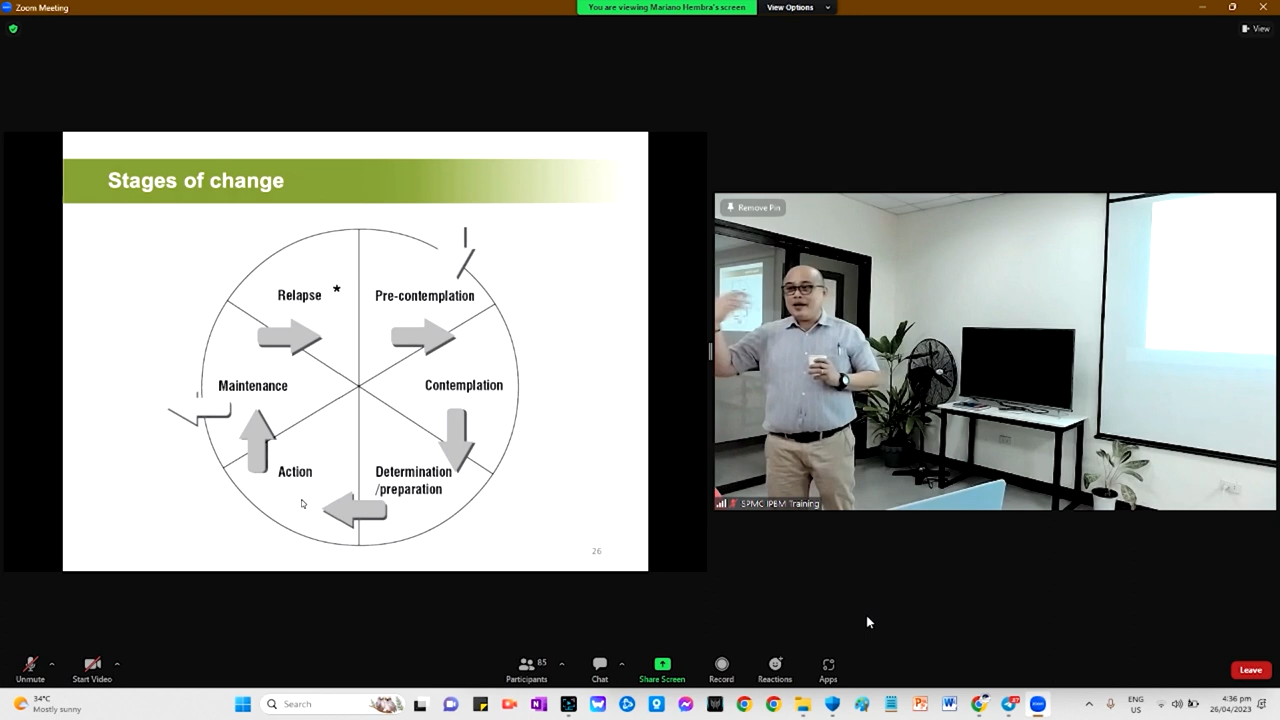 Zoom Meeting
You are viewing Mariano Hembra's screen
View Options
View
Stages of change
Relapse *
Pre-contemplation
Maintenance
Contemplation
Action
Determination
/preparation
26
Remove Pin
SPMC IPBM Training
Unmute
Start Video
85
Participants
Chat
Share Screen
Record
Reactions
Apps
Leave
34°C
Mostly sunny
Search
ENG
US
4:36 pm
26/04/2023